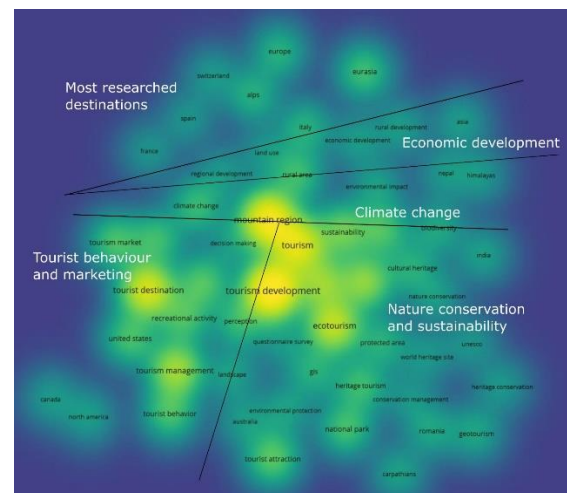 europe
switzerland
eurasia
Most researched
destinations
alps
spain
italy
rural development
asia
economic development
Economic development
france
land use
regional development
rural area
nepal
himalayas
environmental impact
climate change
mountain region
Climate change
tourism market
decision making
tourism
sustainability
biodiversity
india
Tourist behaviour
and marketing
cultural heritage
tourist destination
tourism development
nature conservation
Nature conservation
and sustainability
recreational activity
perception
ecotourism
united states
questionnaire survey
protected area
unesco
world heritage site
tourism management
landscape
gis
heritage tourism
heritage conservation
canada
conservation management
north america
tourist behavior
environmental protection
australia
national park
romania
geotourism
tourist attraction
carpathians